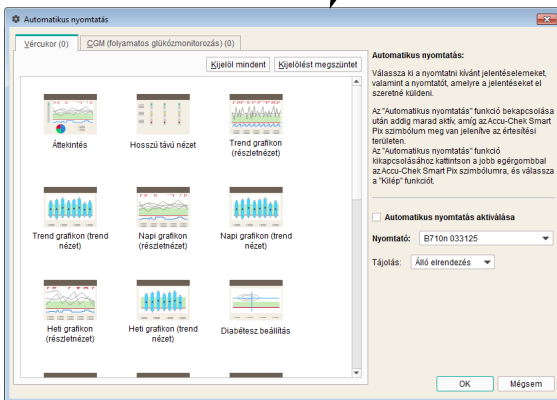 Automatikus nyomtatás
Vércukor (0)
CGM (folyamatos glükózmonitorozás) (0)
Kijelöl mindent
Kijelölést megszüntet
Áttekintés
Hosszú távú nézet
Trend grafikon
(részletnézet)
Trend grafikon (trend
nézet)
Napi grafikon
(részletnézet)
Napi grafikon (trend
nézet)
Heti grafikon
(részletnézet)
Heti grafikon (trend
nézet)
Diabétesz beállítás
Automatikus nyomtatás:
Válassza ki a nyomtatni kívánt jelentéselemeket,
valamint a nyomtatót, amelyre a jelentéseket el
szeretné küldeni.
Az "Automatikus nyomtatás" funkció bekapcsolása
után addig marad aktív, amíg az Accu-Chek Smart
Pix szimbólum meg van jelenítve az értesítési
területen.
Az "Automatikus nyomtatás" funkció
kikapcsolásához kattintson a jobb egérgombbal
az Accu-Chek Smart Pix szimbólumra, és válassza
a "Kilép" funkciót.
Automatikus nyomtatás aktiválása
Nyomtató: B710n 033125
Tájolás: Álló elrendezés
OK
Mégsem